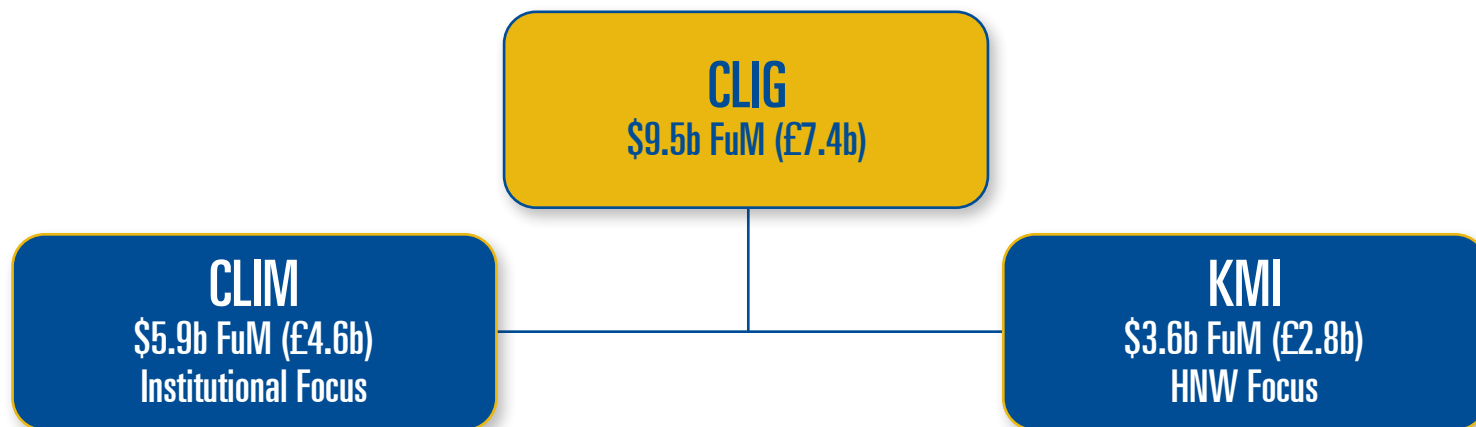 CLIG
$9.5b FuM (£7.4b)
CLIM
$5.9b FuM (£4.6b)
Institutional Focus
KMI
$3.6b FuM (£2.8b)
HNW Focus